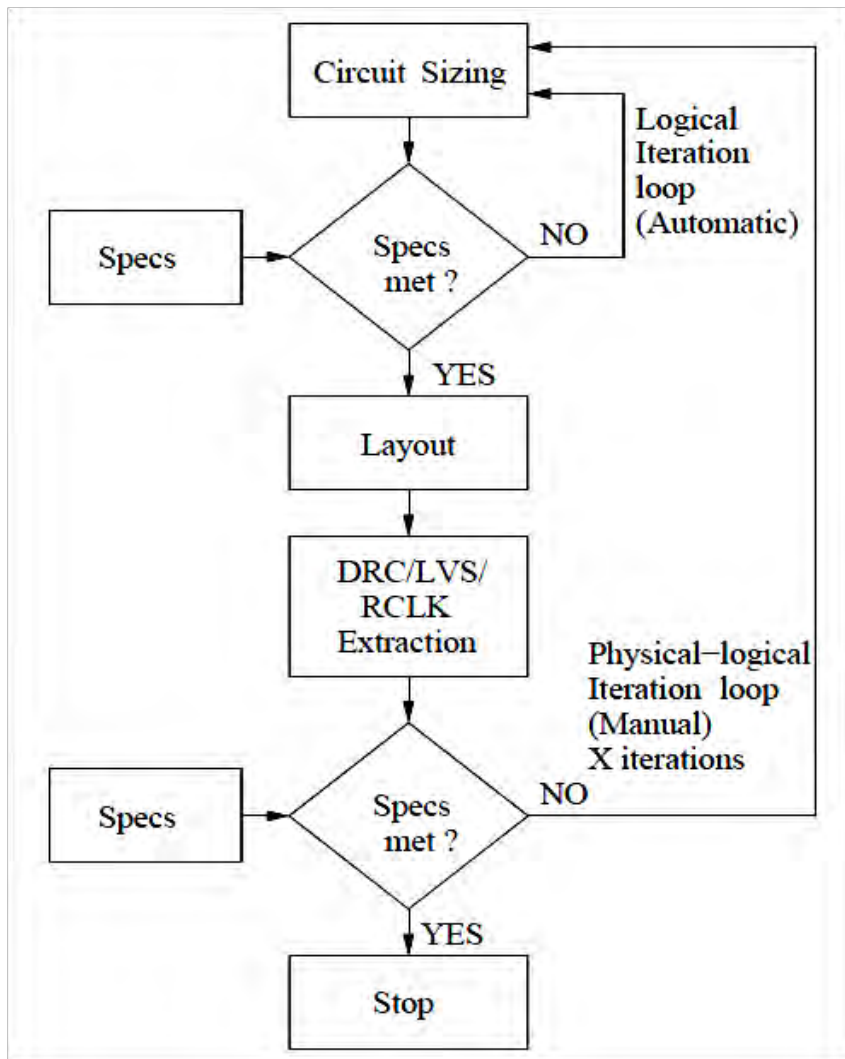 Circuit Sizing
Logical
Iteration
loop
(Automatic)
Specs
Specs
met ?
NO
YES
Layout
DRC/LVS/
RCLK
Extraction
Physical−logical
Iteration loop
(Manual)
X iterations
Specs
Specs
met ?
NO
YES
Stop